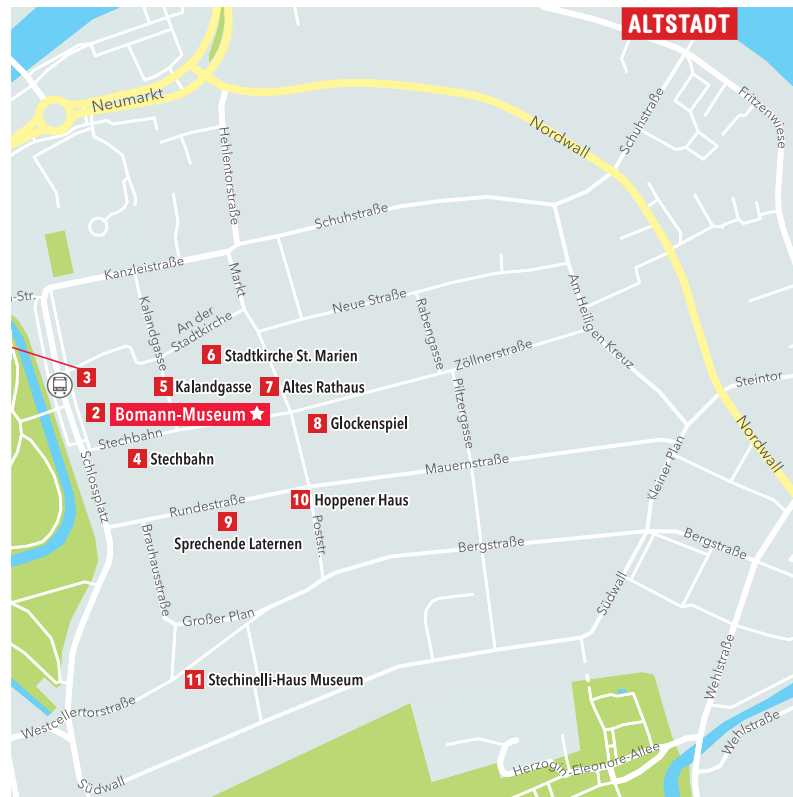 ALTSTADT
Neumarkt
Fritzenwiese
Schuhstraße
Nordwall
Hehlentorstraße
Schuhstraße
Kanzleistraße
Markt
-Str.
Kalandgasse
An der
Stadtkirche
Neue Straße
Rabengasse
Am Heiligen Kreuz
6 Stadtkirche St. Marien
Zöllnerstraße
3
5 Kalandgasse
7 Altes Rathaus
Steintor
2 Bomann-Museum
Piltzergasse
8 Glockenspiel
Nordwall
Stechbahn
4 Stechbahn
Mauernstraße
Kleiner Plan
Schlossplatz
Rundestraße
10 Hoppener Haus
9
Sprechende Laternen
Poststr.
Brauhausstraße
Bergstraße
Bergstraße
Großer Plan
Südwall
Wehlstraße
11 Stechinelli-Haus Museum
Westcellertorstraße
Wehlstraße
Herzogin-Eleonore-Allee
Südwall